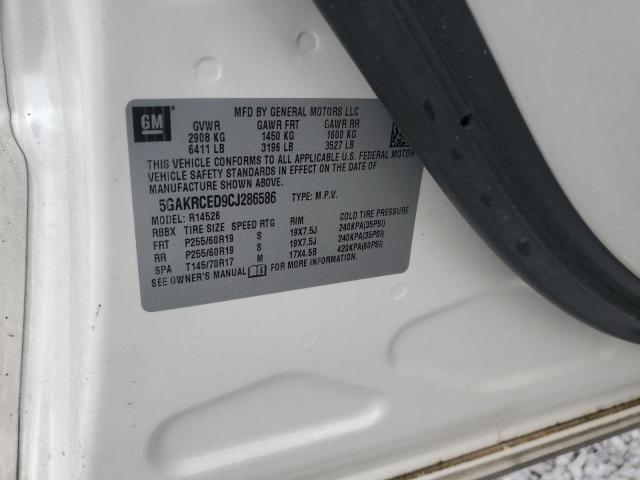 GM
MFD BY GENERAL MOTORS LLC
GVWR GAWR FRT GAWR RR
2908 KG 1450 KG 1600 KG
6411 LB 3196 LB 3527 LB
THIS VEHICLE CONFORMS TO ALL APPLICABLE U.S. FEDERAL MOTOR
VEHICLE SAFETY STANDARDS IN EFFECT ON THE DATE OF
MANUFACTURE SHOWN ABOVE.
5GAKRCED9CJ286586 TYPE: M.P.V.
RBBX R14526
TIRE SIZE SPEED RTG RIM COLD TIRE PRESSURE
FRT P255/60R19 S 19X7.5J 240KPA(35PSI)
RR P255/60R19 S 19X7.5J 240KPA(35PSI)
SPA T145/70R17 M 17X4.5B 420KPA(60PSI)
SEE OWNER'S MANUAL FOR MORE INFORMATION.